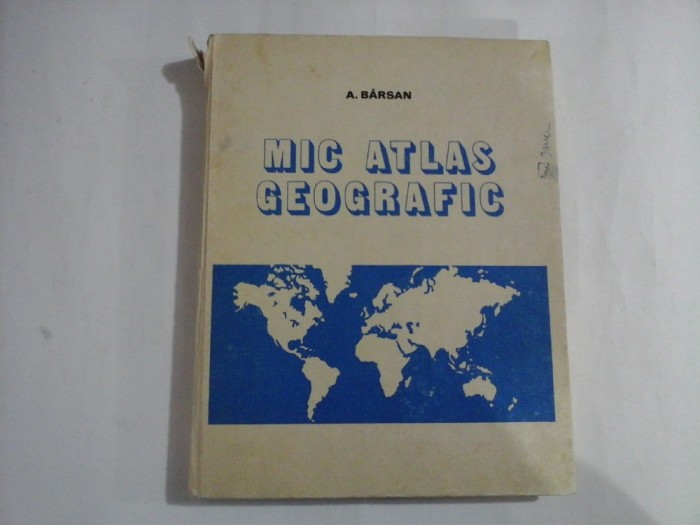 A. BÂRSAN
MIC ATLAS
GEOGRAFIC